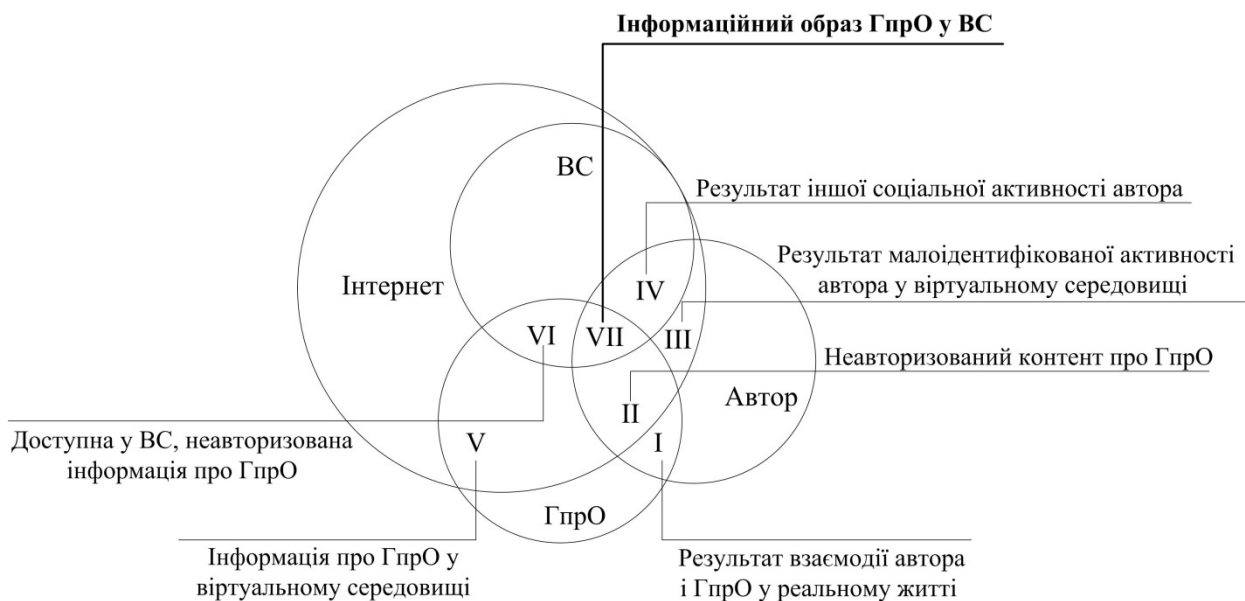 Інформаційний образ ГпрО у ВС
ВС
Результат іншої соціальної активності автора
Результат малоідентифікованої активності
автора у віртуальному середовищі
Інтернет
IV
VI
VII
III
Неавторизований контент про ГпрО
Автор
II
Доступна у ВС, неавторизована
інформація про ГпрО
V
I
ГпрО
Інформація про ГпрО у
віртуальному середовищі
Результат взаємодії автора
і ГпрО у реальному житті